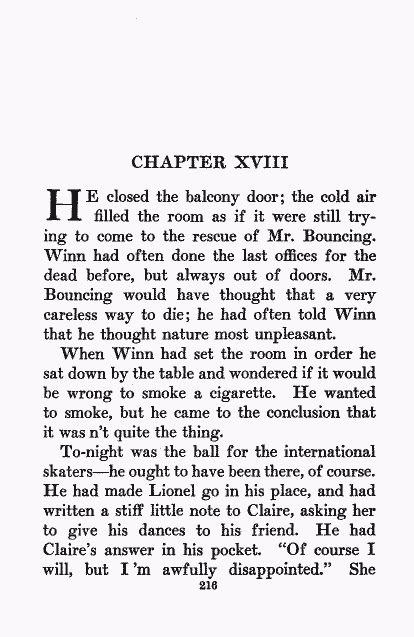 CHAPTER XVIII
HE closed the balcony door; the cold air
filled the room as if it were still try-
ing to come to the rescue of Mr. Bouncing.
Winn had often done the last offices for the
dead before, but always out of doors. Mr.
Bouncing would have thought that a very
careless way to die; he had often told Winn
that he thought nature most unpleasant.
When Winn had set the room in order he
sat down by the table and wondered if it would
be wrong to smoke a cigarette. He wanted
to smoke, but he came to the conclusion that
it was n't quite the thing.
To-night was the ball for the international
skaters—he ought to have been there, of course.
He had made Lionel go in his place, and had
written a stiff little note to Claire, asking her
to give his dances to his friend. He had
Claire's answer in his pocket. "Of course I
will, but I 'm awfully disappointed." She
216